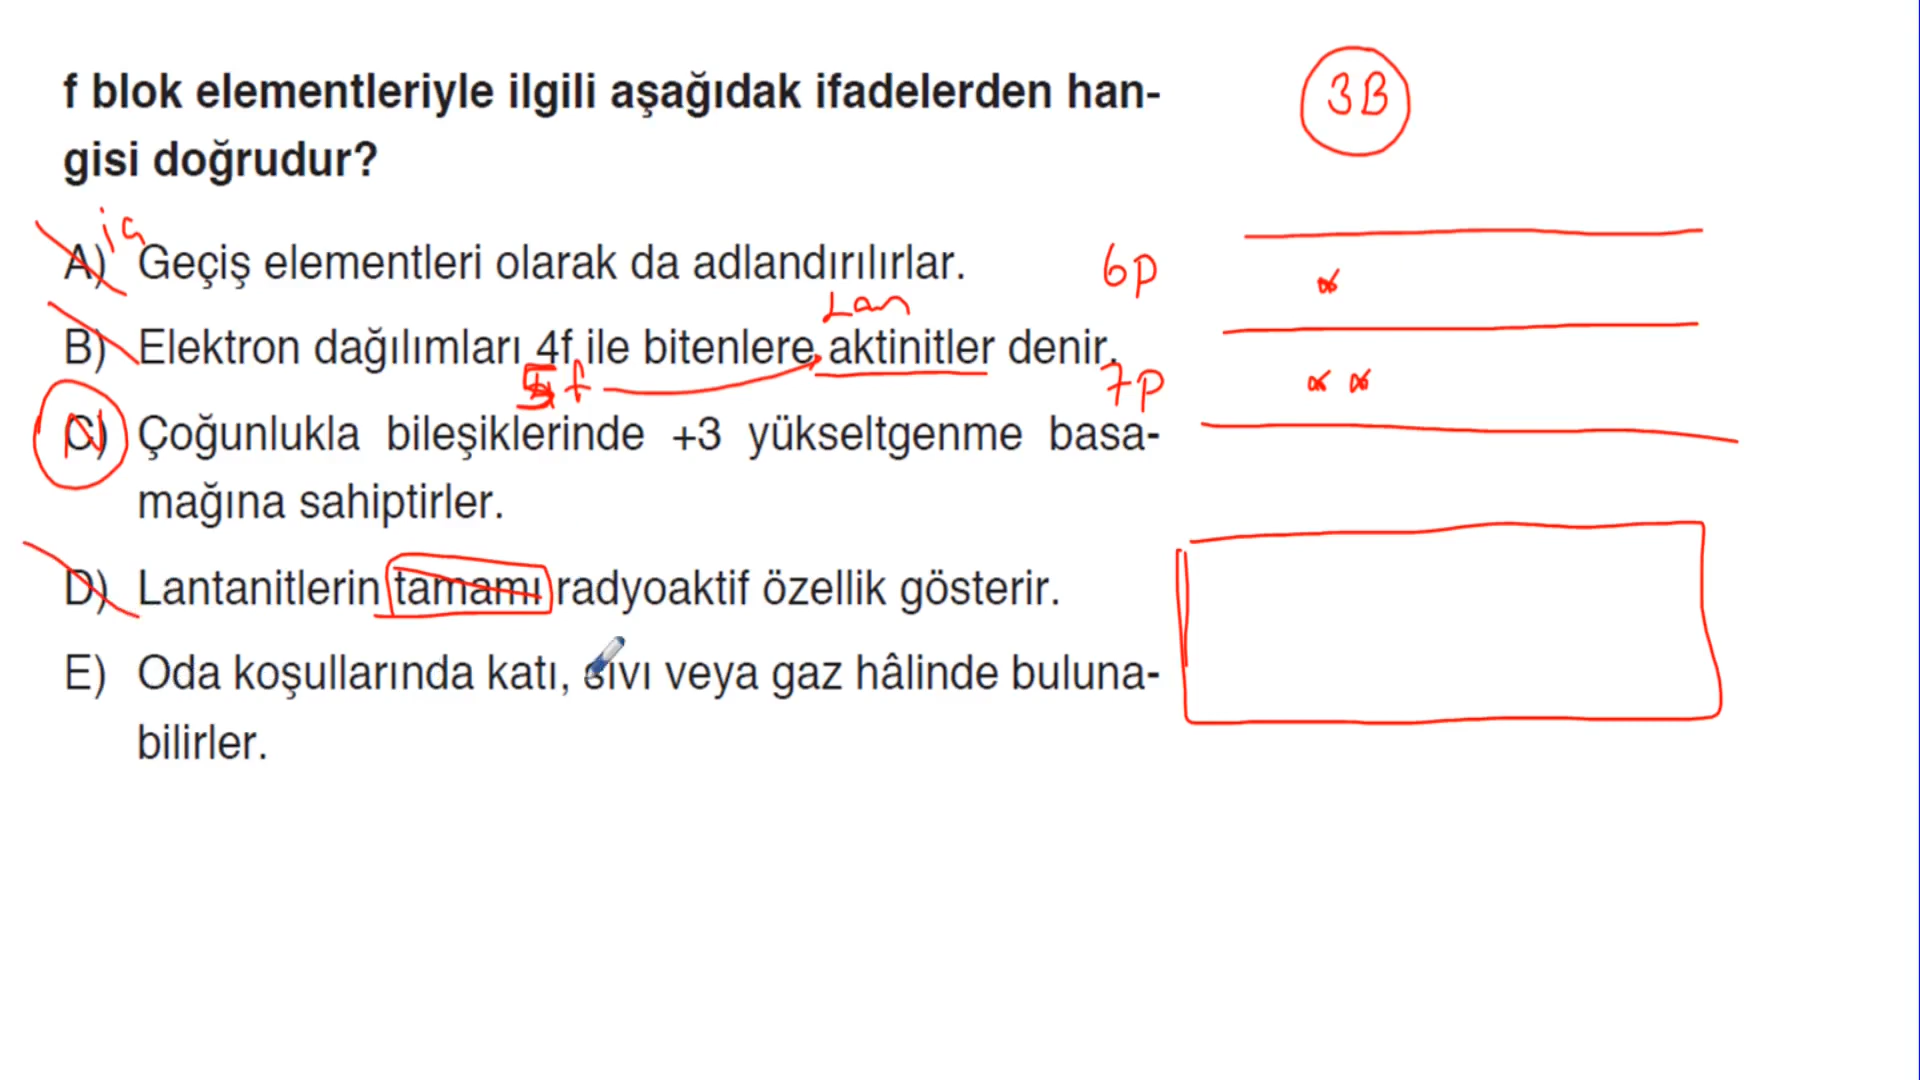 f blok elementleriyle ilgili aşağıdak ifadelerden han-
gisi doğrudur?
3B
iç
A) Geçiş elementleri olarak da adlandırılırlar.
6p
Lan
B) Elektron dağılımları 4f ile bitenlere aktinitler denir.
5f
7p
C) Çoğunlukla bileşiklerinde +3 yükseltgenme basa-
mağına sahiptirler.
D) Lantanitlerin tamamı radyoaktif özellik gösterir.
E) Oda koşullarında katı, sıvı veya gaz hâlinde buluna-
bilirler.